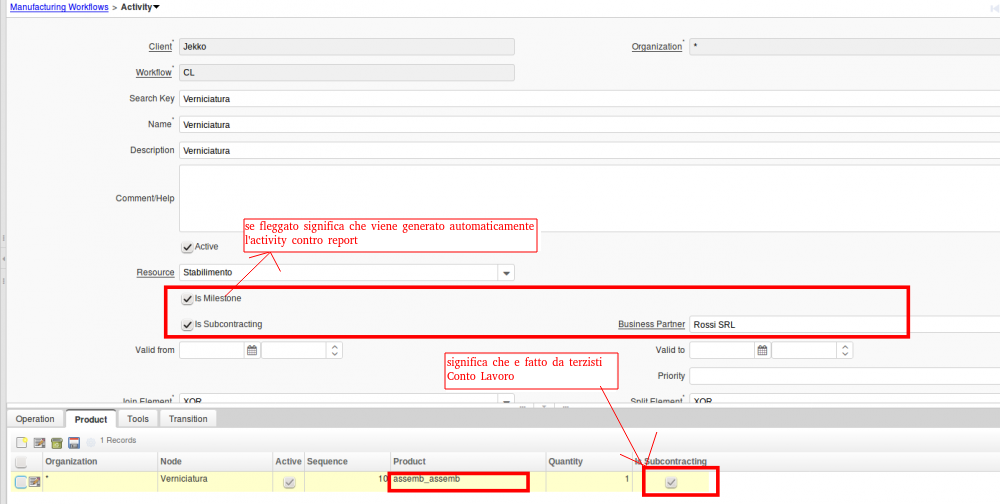 Manufacturing Workflows > Activity
Client* Jekko Organization* *
Workflow* CL
Search Key Verniciatura
Name* Verniciatura
Description Verniciatura
Comment/Help
se fleggato significa che viene generato automaticamente
l'activity contro report
Active
Resource Stabilimento
Is Milestone
Is Subcontracting Business Partner Rossi SRL
Valid from Valid to
significa che e fatto da terzisti
Conto Lavoro
Priority
Join Element* XOR Split Element* XOR
Operation Product Tools Transition
1 Records
Organization Node Active Sequence Product Quantity Is Subcontracting
* Verniciatura 10 assemb_assemb 1